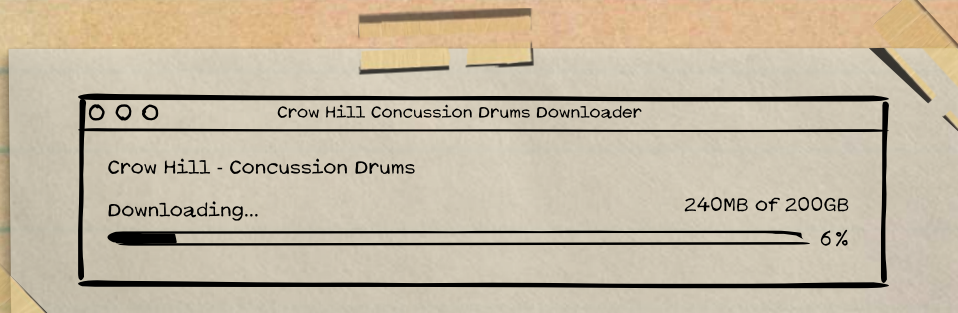 Crow Hill Concussion Drums Downloader
Crow Hill - Concussion Drums
Downloading...
240MB of 200GB
6%